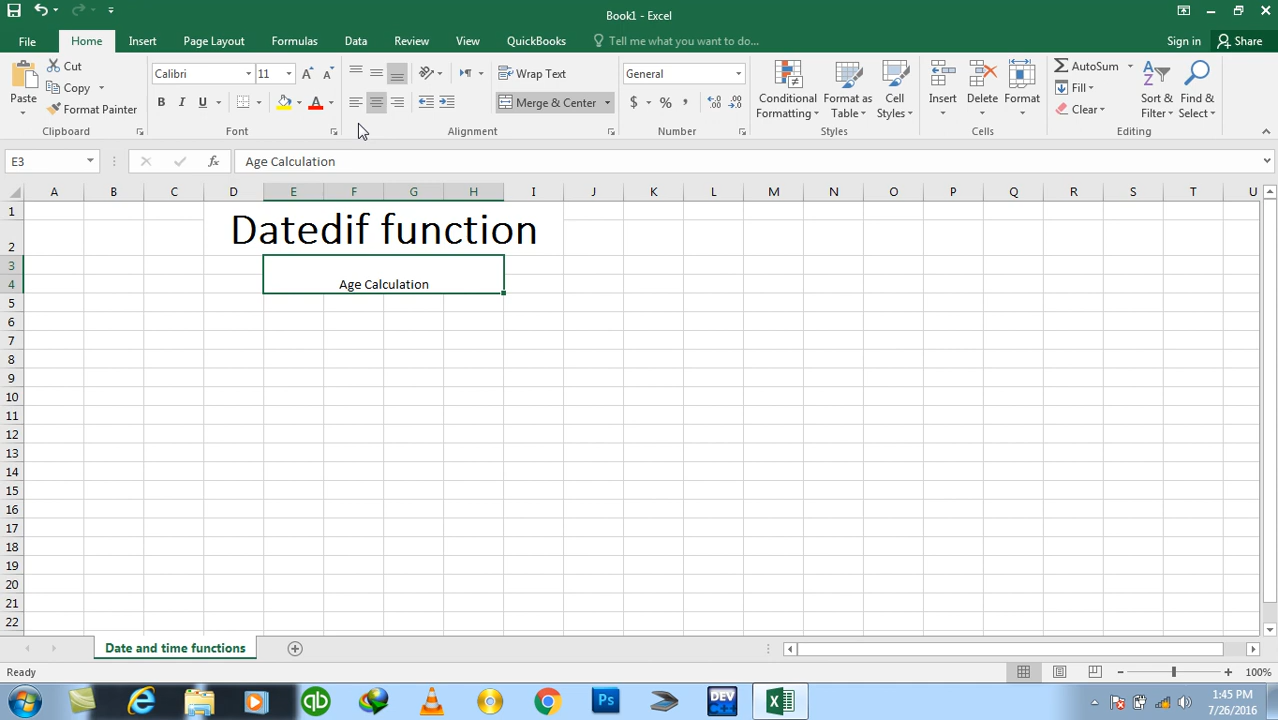 Book1 - Excel
File Home Insert Page Layout Formulas Data Review View QuickBooks Tell me what you want to do... Sign in Share
Paste
Cut
Copy
Format Painter
Clipboard
Calibri 11
B I U
Font
Wrap Text
Merge & Center
Alignment
General
$ % ,
Number
Conditional Formatting
Format as Table
Cell Styles
Styles
Insert Delete Format
Cells
AutoSum
Fill
Clear
Sort & Filter
Find & Select
Editing
E3 fx Age Calculation
A B C D E F G H I J K L M N O P Q R S T U
1
Datedif function
2
3
4 Age Calculation
5
6
7
8
9
10
11
12
13
14
15
16
17
18
19
20
21
22
Date and time functions
Ready 100%
qb Ps DEV
1:45 PM
7/26/2016